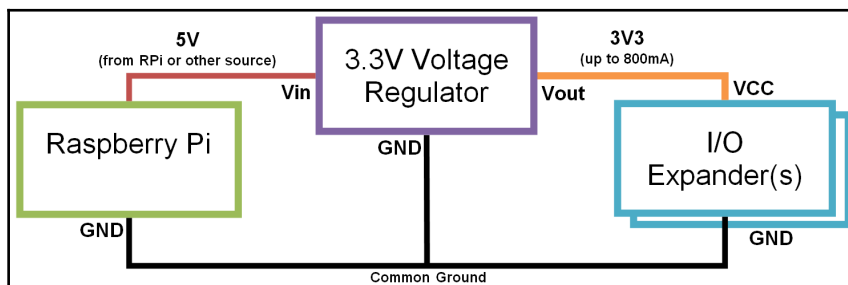 5V
(from RPi or other source)
3.3V Voltage
Regulator
3V3
(up to 800mA)
Vin
Vout
VCC
Raspberry Pi
GND
I/O
Expander(s)
GND
GND
Common Ground